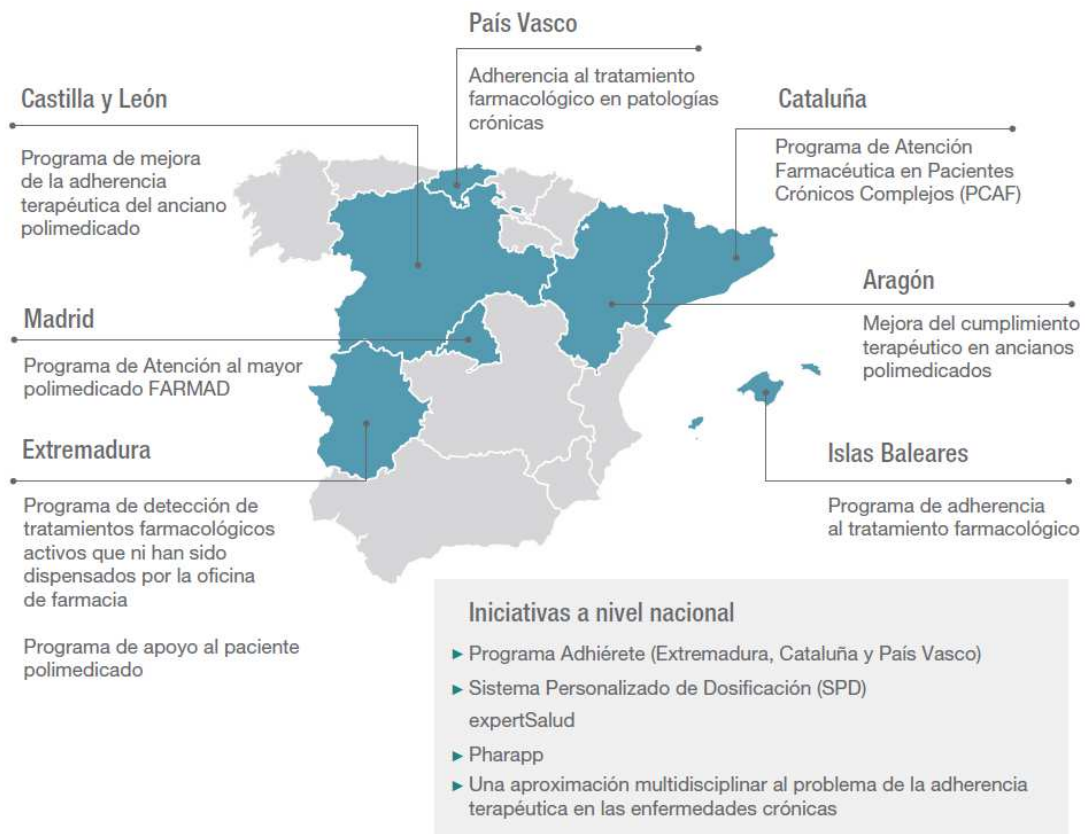 País Vasco
Adherencia al tratamiento
farmacológico en patologías
crónicas
Castilla y León
Programa de mejora
de la adherencia
terapéutica del anciano
polimedicado
Cataluña
Programa de Atención
Farmacéutica en Pacientes
Crónicos Complejos (PCAF)
Madrid
Programa de Atención al mayor
polimedicado FARMAD
Aragón
Mejora del cumplimiento
terapéutico en ancianos
polimedicados
Extremadura
Programa de detección de
tratamientos farmacológicos
activos que ni han sido
dispensados por la oficina
de farmacia
Programa de apoyo al paciente
polimedicado
Islas Baleares
Programa de adherencia
al tratamiento farmacológico
Iniciativas a nivel nacional
▶ Programa Adhiérete (Extremadura, Cataluña y País Vasco)
▶ Sistema Personalizado de Dosificación (SPD)
expertSalud
▶ Pharapp
▶ Una aproximación multidisciplinar al problema de la adherencia
terapéutica en las enfermedades crónicas